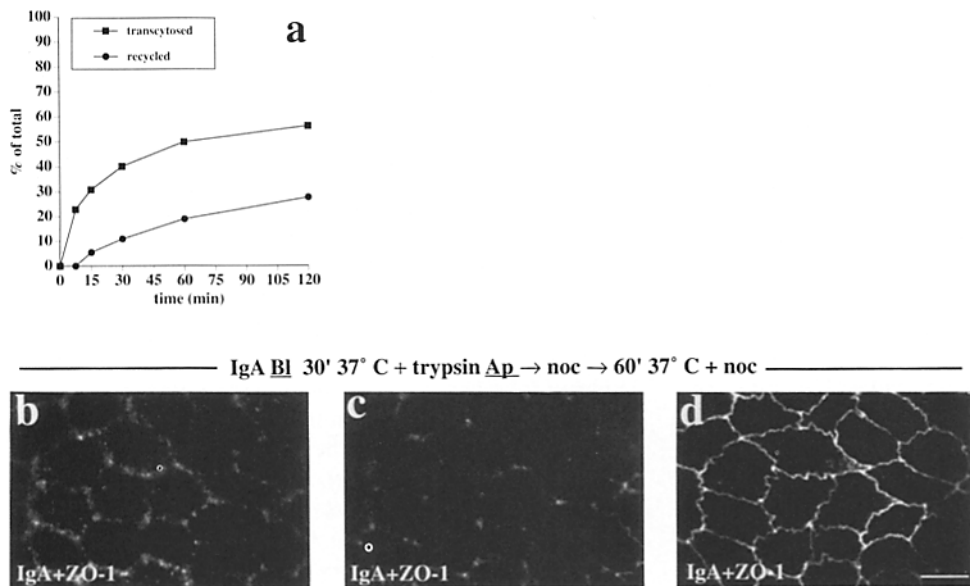 100
90
80
70
60
50
40
30
20
10
0
% of total
transcytosed
recycled
a
0 15 30 45 60 75 90 105 120
time (min)
IgA Bl 30' 37° C + trypsin Ap → noc → 60' 37° C + noc
b
c
d
IgA+ZO-1
IgA+ZO-1
IgA+ZO-1